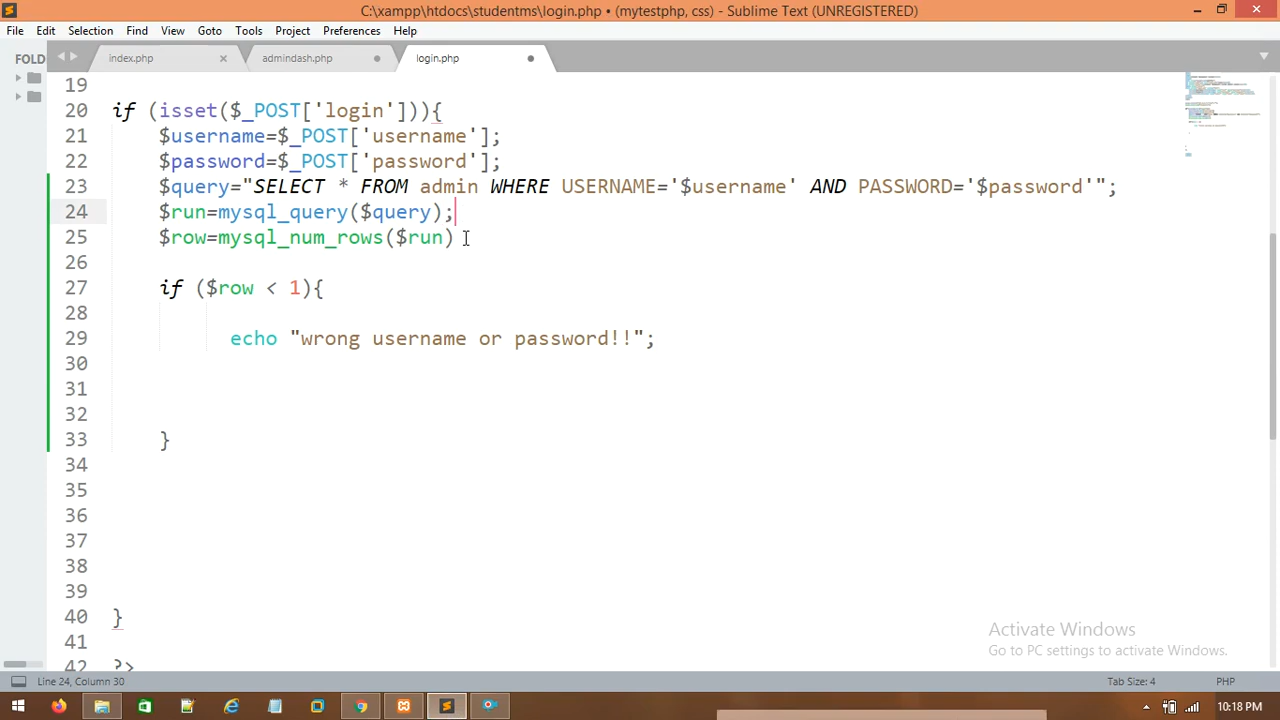 C:\xampp\htdocs\studentms\login.php • (mytestphp, css) - Sublime Text (UNREGISTERED)
File Edit Selection Find View Goto Tools Project Preferences Help
FOLD
index.php
admindash.php
login.php
19
20 if (isset($_POST['login'])){
21 $username=$_POST['username'];
22 $password=$_POST['password'];
23 $query="SELECT * FROM admin WHERE USERNAME='$username' AND PASSWORD='$password'";
24 $run=mysql_query($query);
25 $row=mysql_num_rows($run)
26
27 if ($row < 1){
28
29 echo "wrong username or password!!";
30
31
32
33 }
34
35
36
37
38
39
40 }
41
42 ?>
Activate Windows
Go to PC settings to activate Windows.
Line 24, Column 30
Tab Size: 4
PHP
10:18 PM